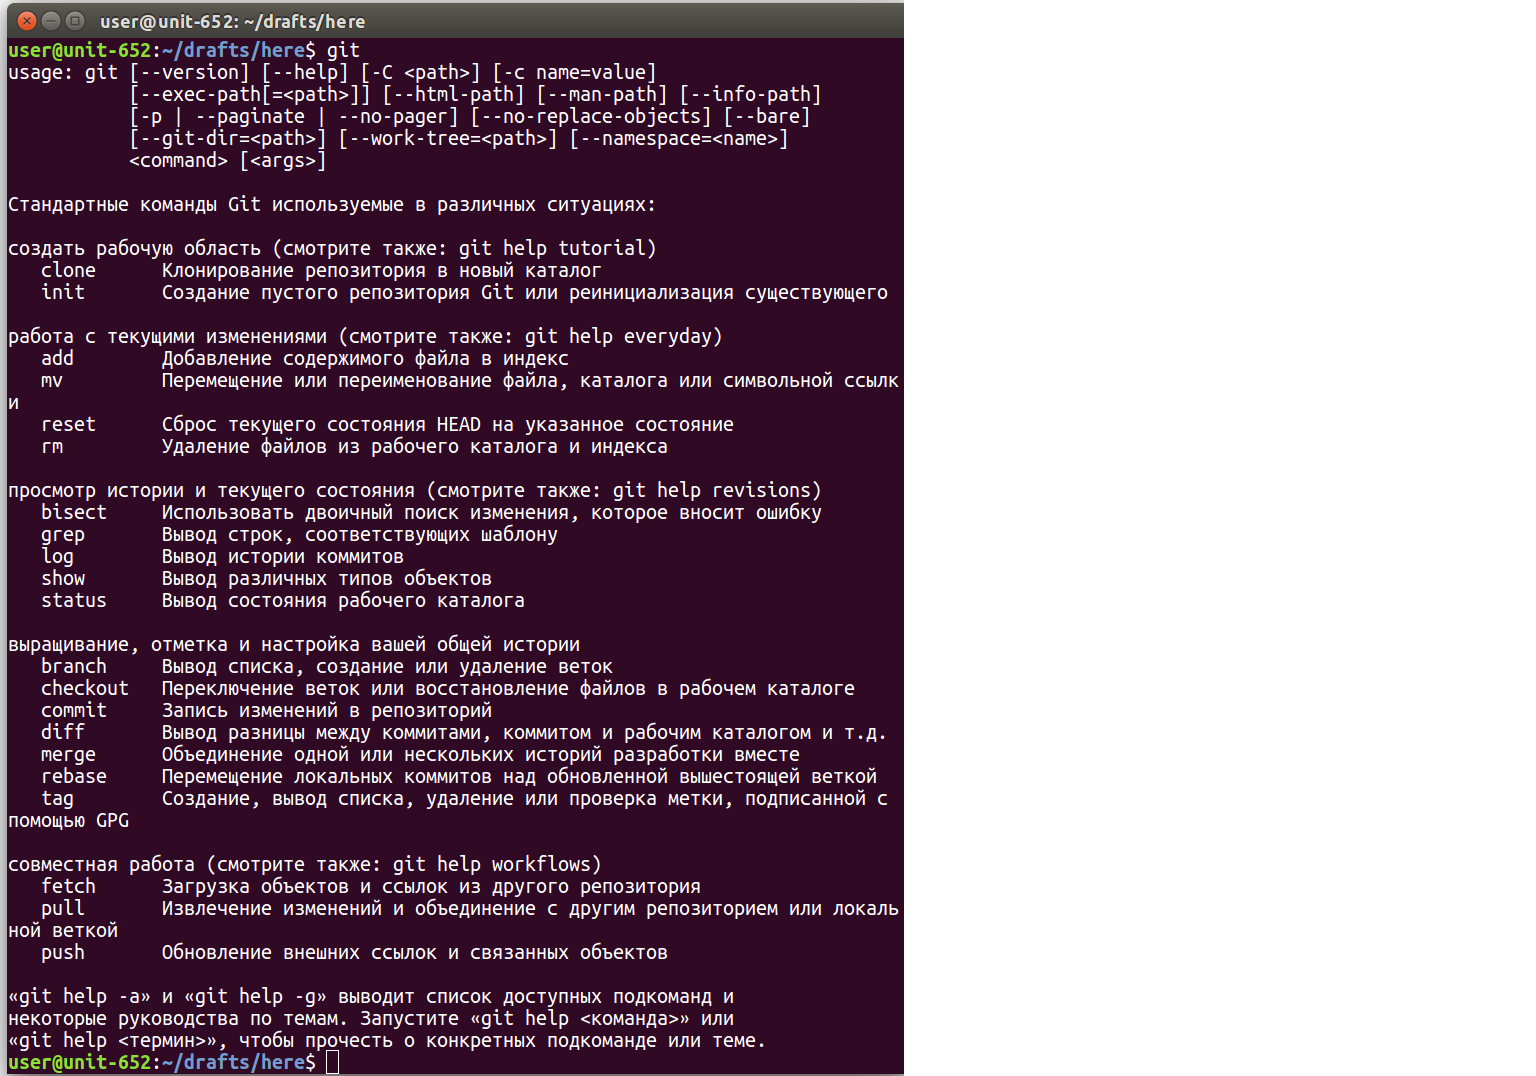 user@unit-652: ~/drafts/here
user@unit-652:~/drafts/here$ git
usage: git [--version] [--help] [-C <path>] [-c name=value]
           [--exec-path[=<path>]] [--html-path] [--man-path] [--info-path]
           [-p | --paginate | --no-pager] [--no-replace-objects] [--bare]
           [--git-dir=<path>] [--work-tree=<path>] [--namespace=<name>]
           <command> [<args>]

Стандартные команды Git используемые в различных ситуациях:

создать рабочую область (смотрите также: git help tutorial)
   clone      Клонирование репозитория в новый каталог
   init       Создание пустого репозитория Git или реинициализация существующего

работа с текущими изменениями (смотрите также: git help everyday)
   add        Добавление содержимого файла в индекс
   mv         Перемещение или переименование файла, каталога или символьной ссылк
и
   reset      Сброс текущего состояния HEAD на указанное состояние
   rm         Удаление файлов из рабочего каталога и индекса

просмотр истории и текущего состояния (смотрите также: git help revisions)
   bisect     Использовать двоичный поиск изменения, которое вносит ошибку
   grep       Вывод строк, соответствующих шаблону
   log        Вывод истории коммитов
   show       Вывод различных типов объектов
   status     Вывод состояния рабочего каталога

выращивание, отметка и настройка вашей общей истории
   branch     Вывод списка, создание или удаление веток
   checkout   Переключение веток или восстановление файлов в рабочем каталоге
   commit     Запись изменений в репозиторий
   diff       Вывод разницы между коммитами, коммитом и рабочим каталогом и т.д.
   merge      Объединение одной или нескольких историй разработки вместе
   rebase     Перемещение локальных коммитов над обновленной вышестоящей веткой
   tag        Создание, вывод списка, удаление или проверка метки, подписанной с
помощью GPG

совместная работа (смотрите также: git help workflows)
   fetch      Загрузка объектов и ссылок из другого репозитория
   pull       Извлечение изменений и объединение с другим репозиторием или локаль
ной веткой
   push       Обновление внешних ссылок и связанных объектов

«git help -a» и «git help -g» выводит список доступных подкоманд и
некоторые руководства по темам. Запустите «git help <команда>» или
«git help <термин>», чтобы прочесть о конкретных подкоманде или теме.
user@unit-652:~/drafts/here$